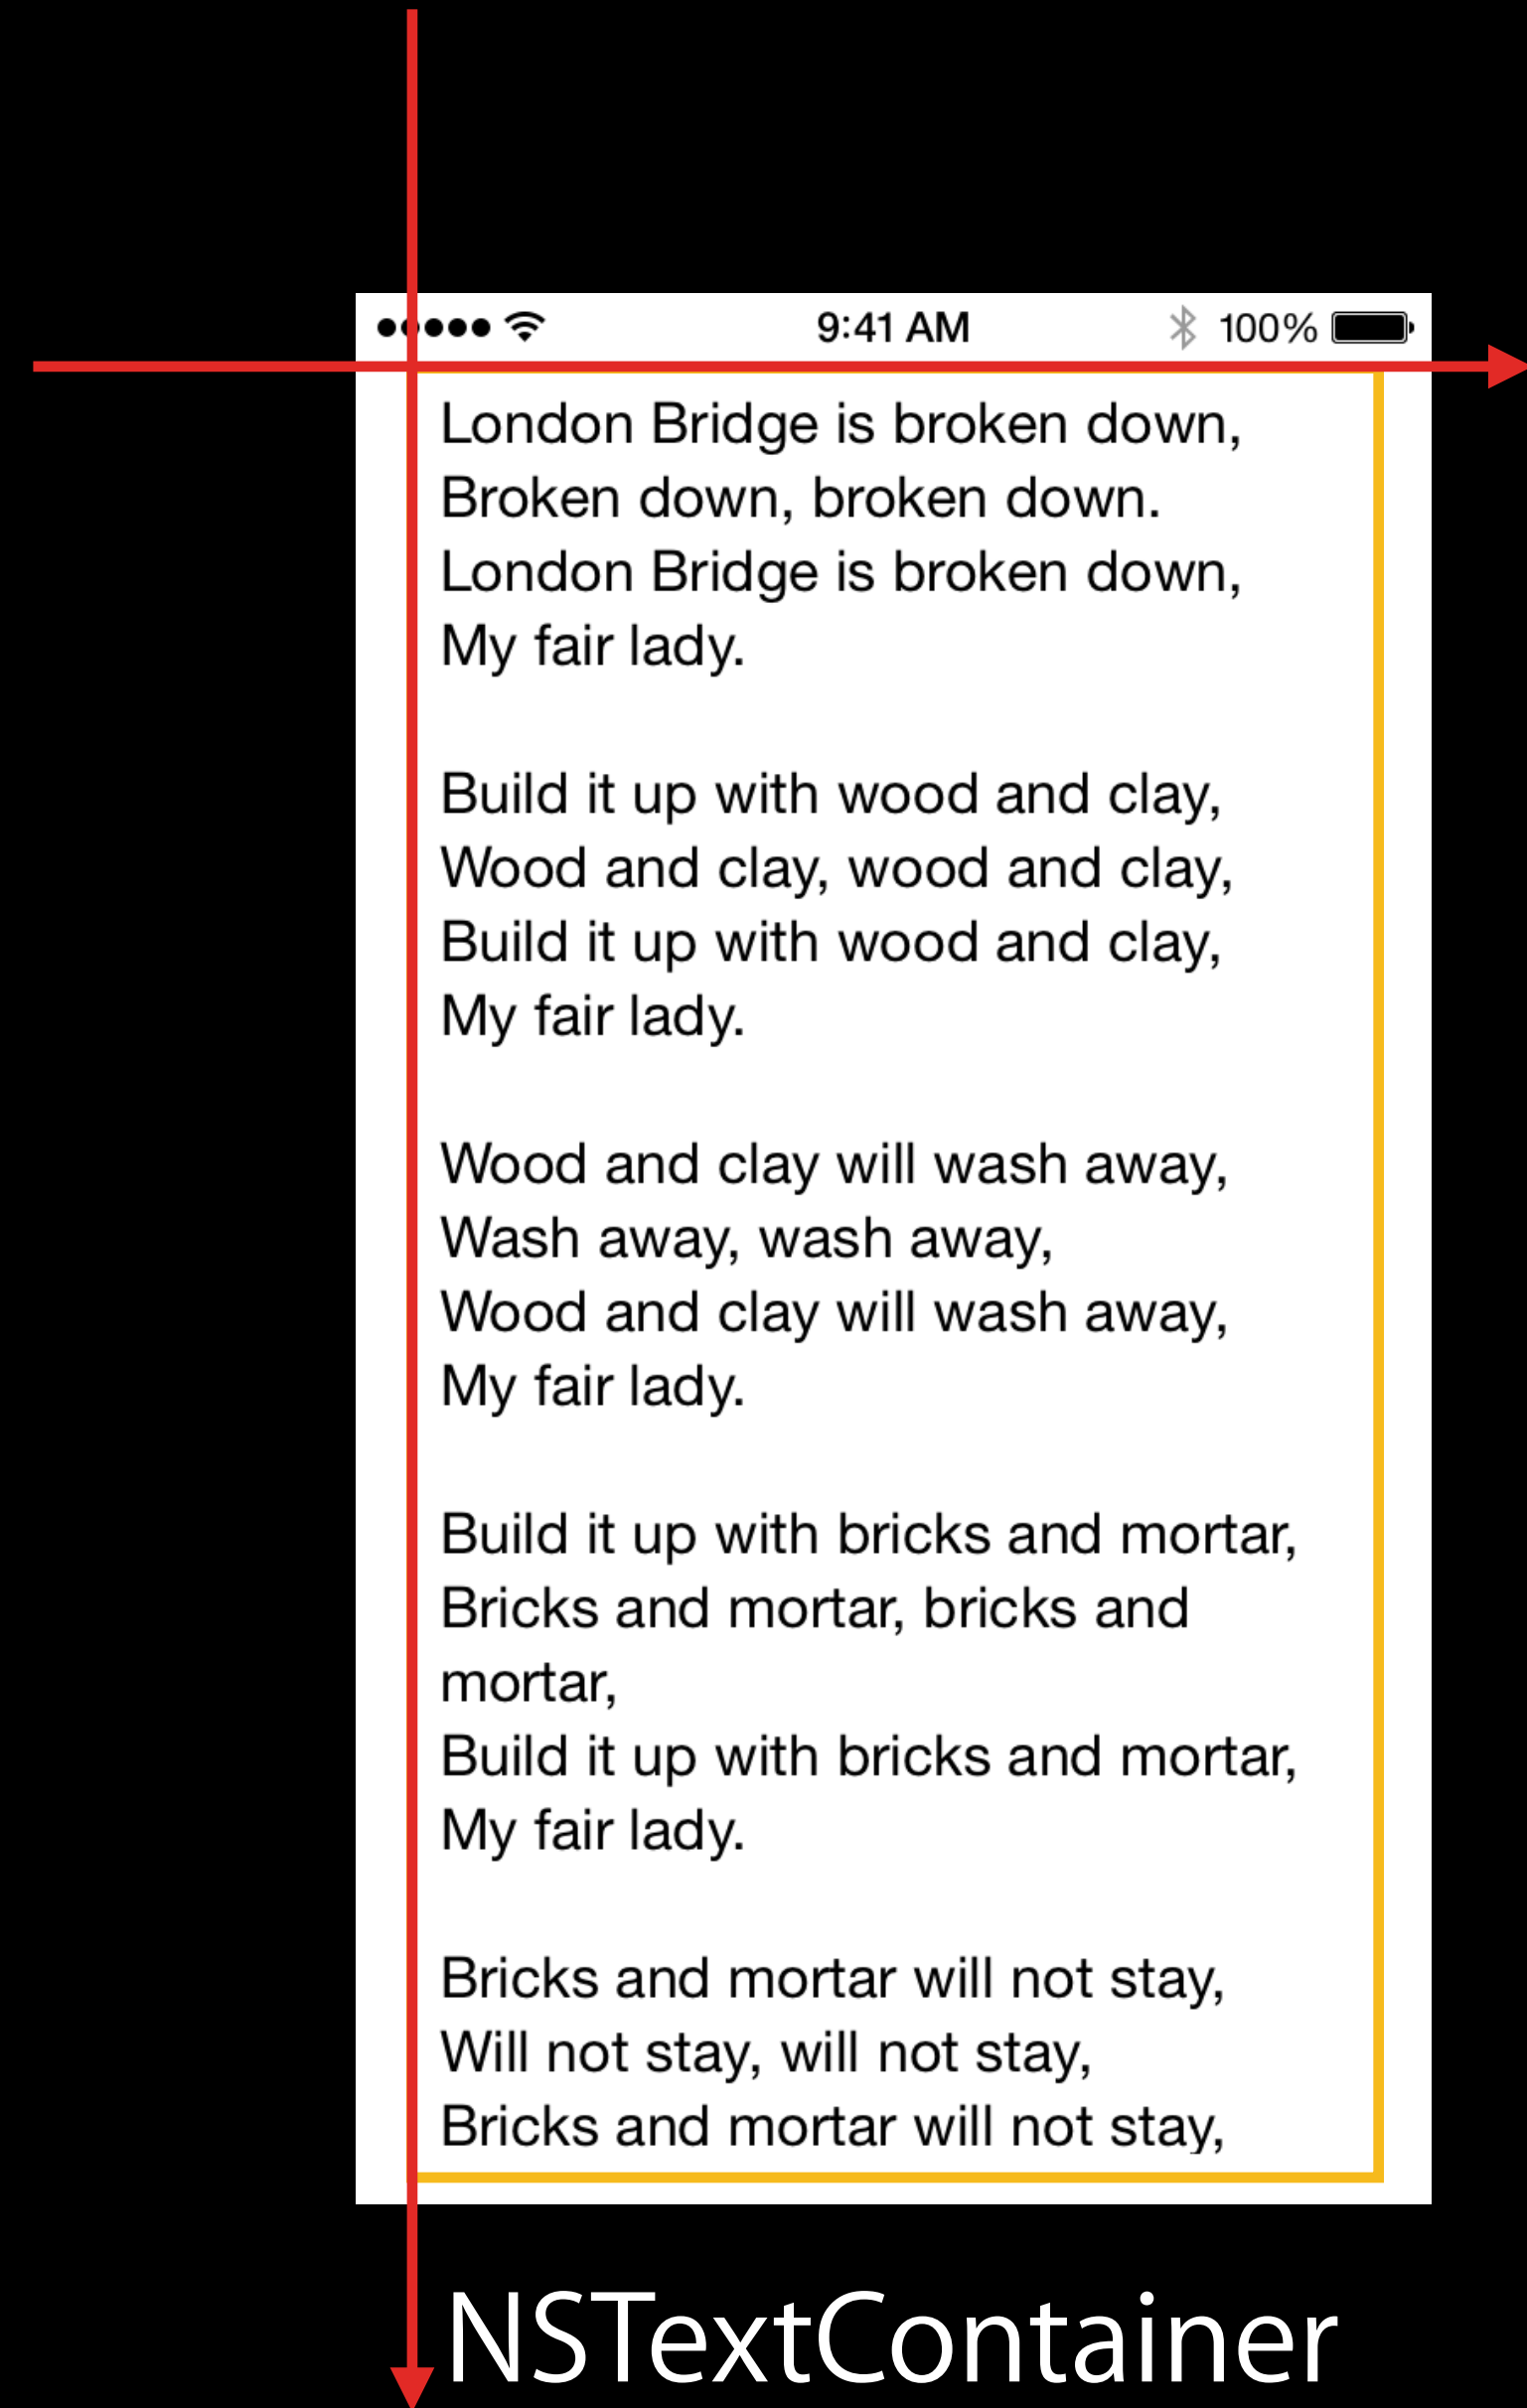 9:41 AM 100%
London Bridge is broken down,
Broken down, broken down.
London Bridge is broken down,
My fair lady.
Build it up with wood and clay,
Wood and clay, wood and clay,
Build it up with wood and clay,
My fair lady.
Wood and clay will wash away,
Wash away, wash away,
Wood and clay will wash away,
My fair lady.
Build it up with bricks and mortar,
Bricks and mortar, bricks and
mortar,
Build it up with bricks and mortar,
My fair lady.
Bricks and mortar will not stay,
Will not stay, will not stay,
Bricks and mortar will not stay,
NSTextContainer